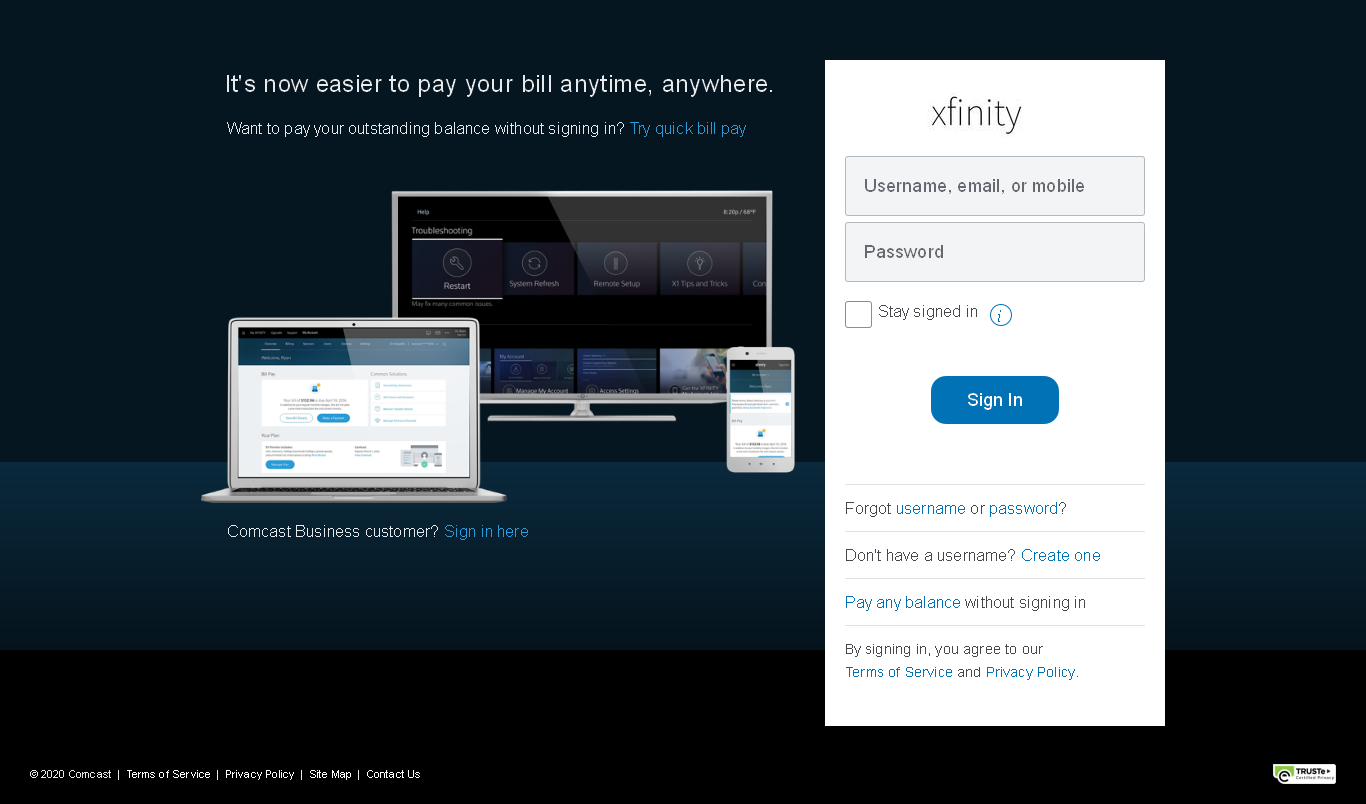 It's now easier to pay your bill anytime, anywhere.
Want to pay your outstanding balance without signing in? Try quick bill pay
Help
8:20p / 68°F
Troubleshooting
Restart
System Refresh
Remote Setup
X1 Tips and Tricks
Con
May fix many common issues.
My Account
Manage My Account
Access Settings
Get the XFINITY
Welcome, Ryan
Bill Pay
Common Solutions
Your Plan
Comcast Business customer? Sign in here
xfinity
Username, email, or mobile
Password
Stay signed in
Sign In
Forgot username or password?
Don't have a username? Create one
Pay any balance without signing in
By signing in, you agree to our
Terms of Service and Privacy Policy.
© 2020 Comcast | Terms of Service | Privacy Policy | Site Map | Contact Us
TRUSTe
Certified Privacy